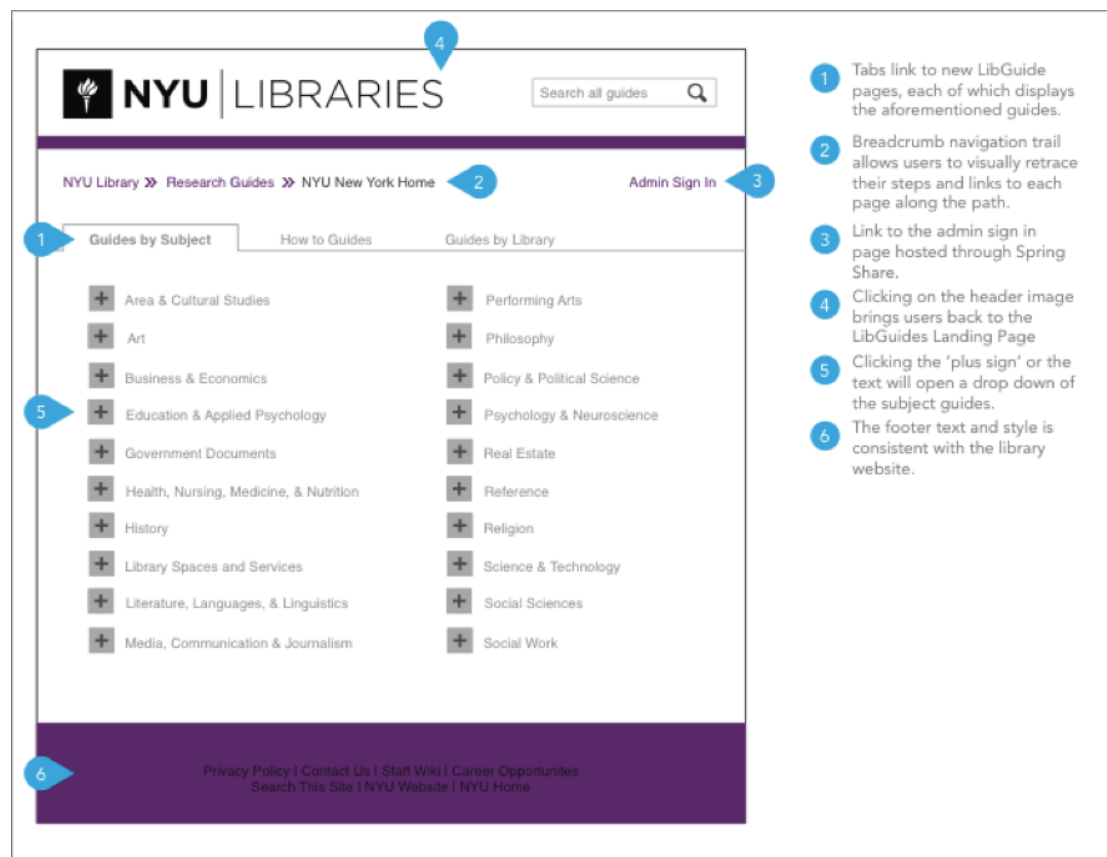 4
NYU LIBRARIES
Search all guides
NYU Library » Research Guides » NYU New York Home
2
Admin Sign In
3
1
Guides by Subject
How to Guides
Guides by Library
Area & Cultural Studies
Art
Business & Economics
5
Education & Applied Psychology
Government Documents
Health, Nursing, Medicine, & Nutrition
History
Library Spaces and Services
Literature, Languages, & Linguistics
Media, Communication & Journalism
Performing Arts
Philosophy
Policy & Political Science
Psychology & Neuroscience
Real Estate
Reference
Religion
Science & Technology
Social Sciences
Social Work
6
Privacy Policy I Contact Us I Staff Wiki I Career Opportunites
Search This Site I NYU Website I NYU Home
1
Tabs link to new LibGuide
pages, each of which displays
the aforementioned guides.
2
Breadcrumb navigation trail
allows users to visually retrace
their steps and links to each
page along the path.
3
Link to the admin sign in
page hosted through Spring
Share.
4
Clicking on the header image
brings users back to the
LibGuides Landing Page
5
Clicking the ‘plus sign’ or the
text will open a drop down of
the subject guides.
6
The footer text and style is
consistent with the library
website.